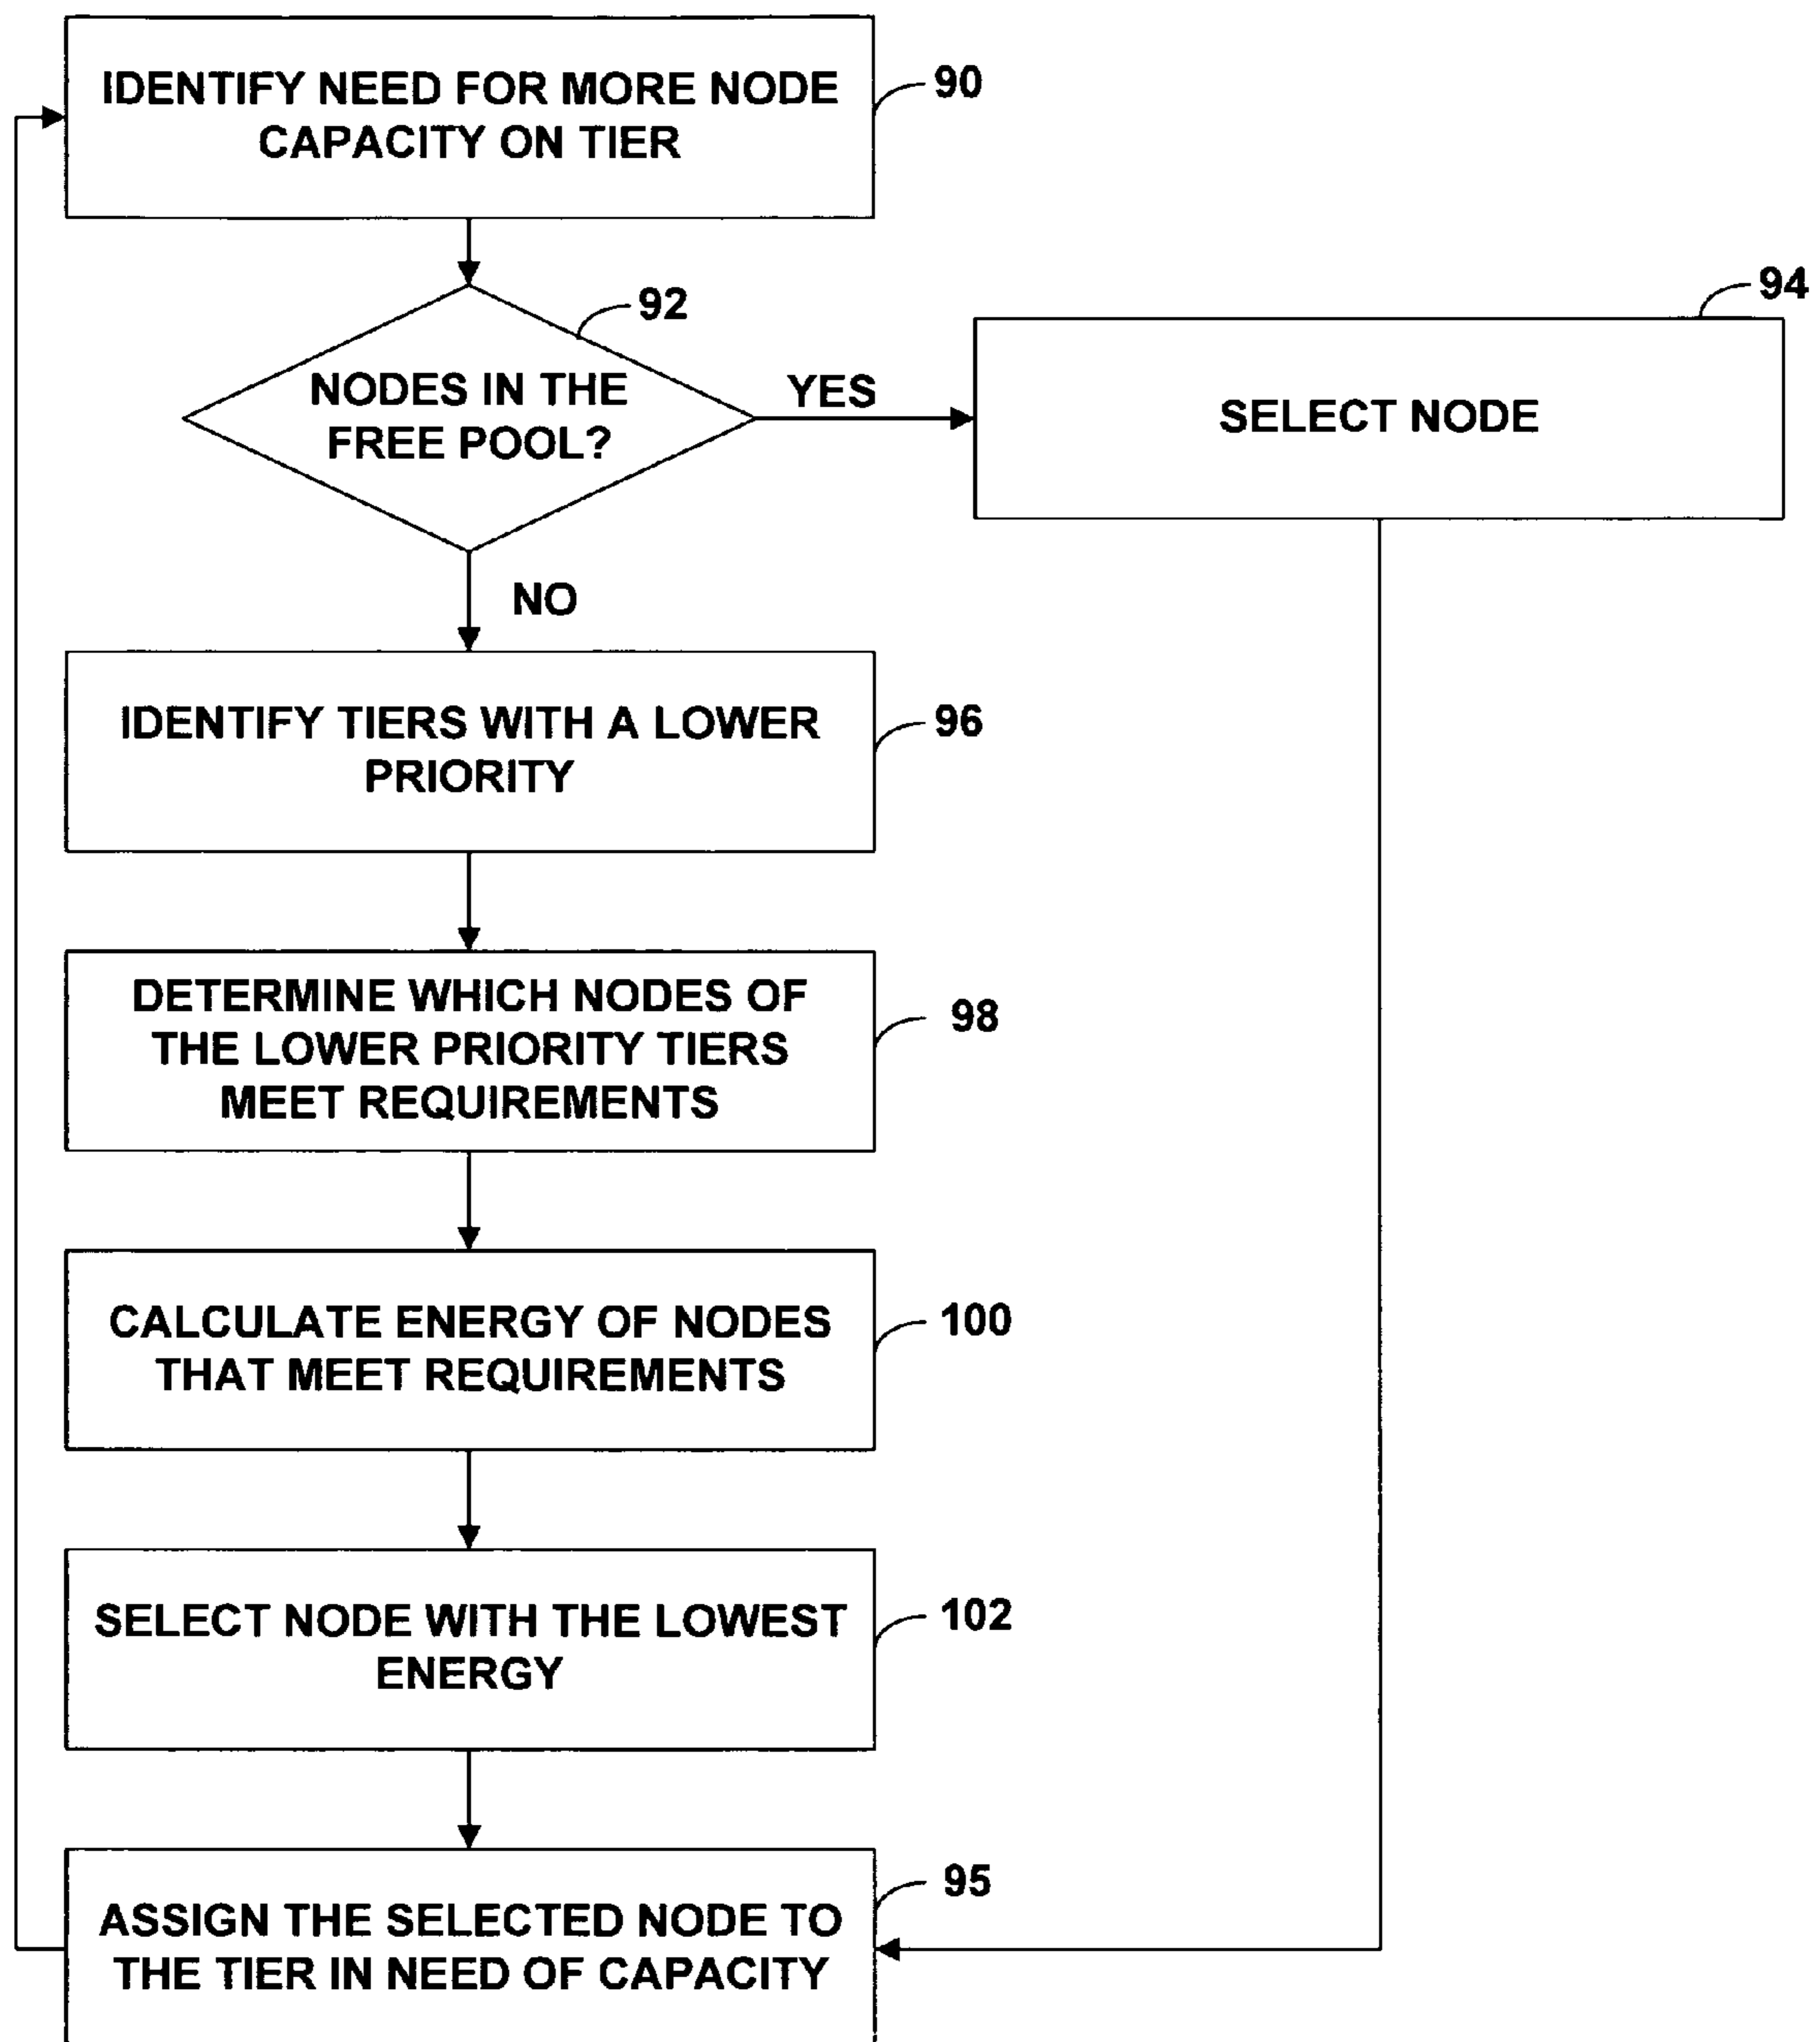 IDENTIFY NEED FOR MORE NODE
CAPACITY ON TIER
90
92
NODES IN THE
FREE POOL?
YES
94
SELECT NODE
NO
IDENTIFY TIERS WITH A LOWER
PRIORITY
96
DETERMINE WHICH NODES OF
THE LOWER PRIORITY TIERS
MEET REQUIREMENTS
98
CALCULATE ENERGY OF NODES
THAT MEET REQUIREMENTS
100
SELECT NODE WITH THE LOWEST
ENERGY
102
ASSIGN THE SELECTED NODE TO
THE TIER IN NEED OF CAPACITY
95